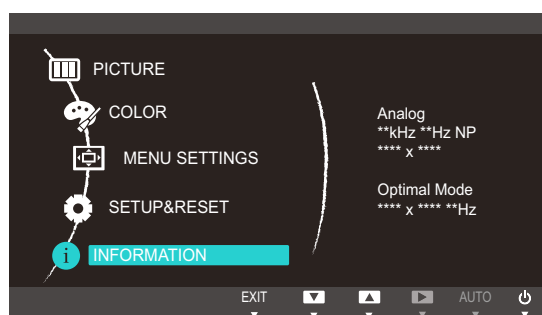 PICTURE
COLOR
MENU SETTINGS
SETUP&RESET
i INFORMATION
Analog
**kHz **Hz NP
**** x ****
Optimal Mode
**** x **** **Hz
EXIT AUTO